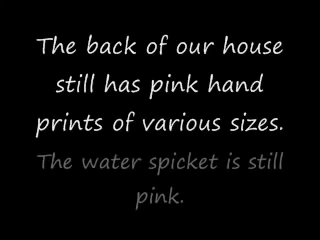 The back of our house
still has pink hand
prints of various sizes.
The water spicket is still
pink.